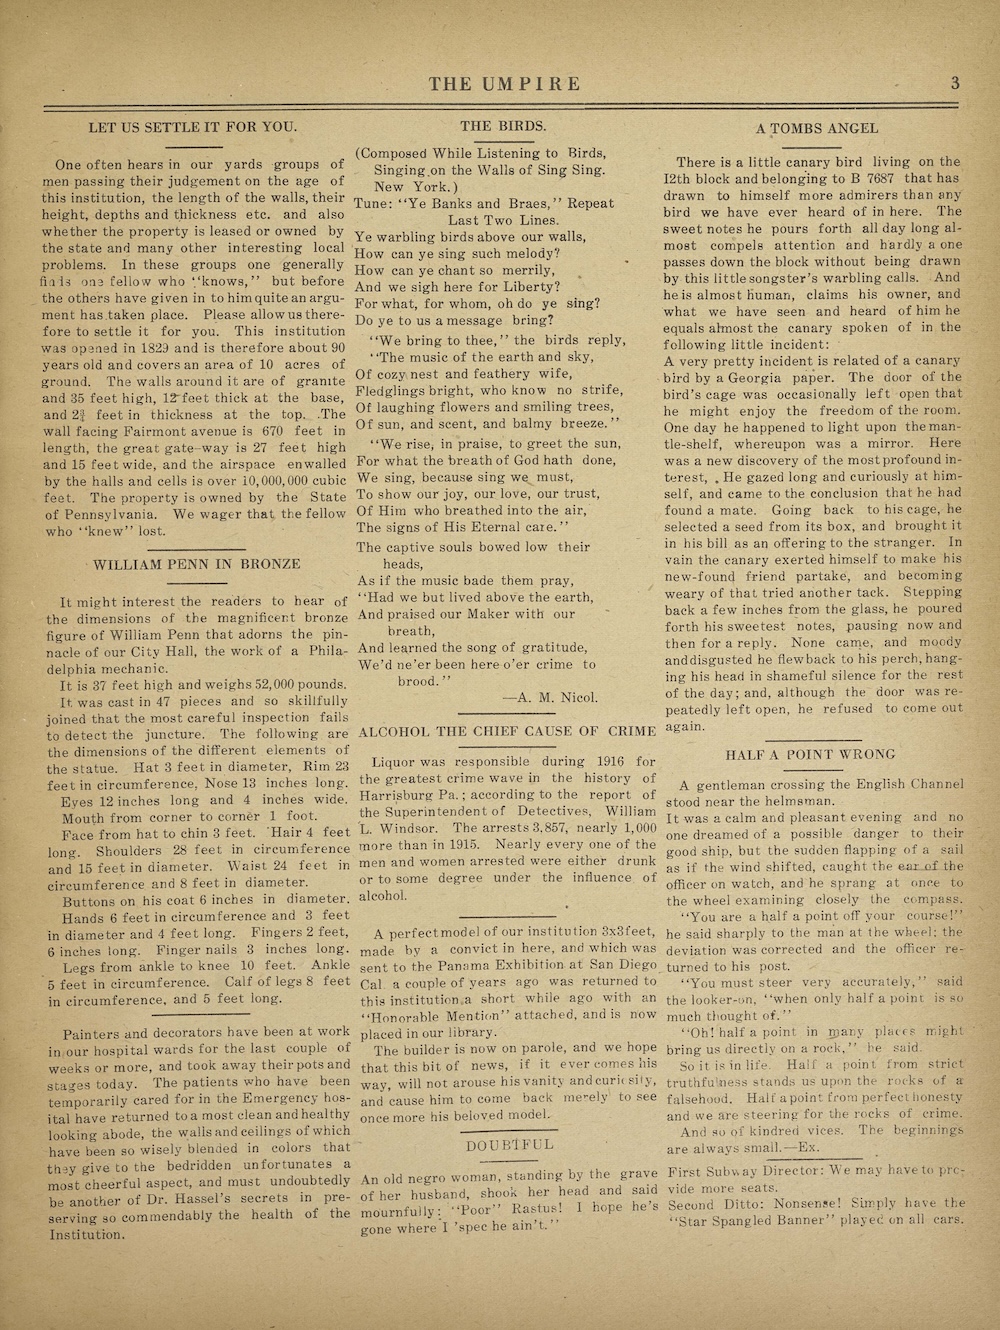 THE UMPIRE
3
LET US SETTLE IT FOR YOU.
One often hears in our yards groups of
men passing their judgement on the age of
this institution, the length of the walls, their
height, depths and thickness etc. and also
whether the property is leased or owned by
the state and many other interesting local
problems. In these groups one generally
finds one fellow who "knows," but before
the others have given in to him quite an argu-
ment has taken place. Please allow us there-
fore to settle it for you. This institution
was opened in 1829 and is therefore about 90
years old and covers an area of 10 acres of
ground. The walls around it are of granite
and 35 feet high, 12 feet thick at the base,
and 2¾ feet in thickness at the top. The
wall facing Fairmont avenue is 670 feet in
length, the great gate-way is 27 feet high
and 15 feet wide, and the airspace enwalled
by the halls and cells is over 10,000,000 cubic
feet. The property is owned by the State
of Pennsylvania. We wager that the fellow
who "knew" lost.
WILLIAM PENN IN BRONZE
It might interest the readers to hear of
the dimensions of the magnificent bronze
figure of William Penn that adorns the pin-
nacle of our City Hall, the work of a Phila-
delphia mechanic.
It is 37 feet high and weighs 52,000 pounds.
It was cast in 47 pieces and so skillfully
joined that the most careful inspection fails
to detect the juncture. The following are
the dimensions of the different elements of
the statue. Hat 3 feet in diameter, Rim 23
feet in circumference, Nose 13 inches long.
Eyes 12 inches long and 4 inches wide.
Mouth from corner to corner 1 foot.
Face from hat to chin 3 feet. Hair 4 feet
long. Shoulders 28 feet in circumference
and 15 feet in diameter. Waist 24 feet in
circumference and 8 feet in diameter.
Buttons on his coat 6 inches in diameter.
Hands 6 feet in circumference and 3 feet
in diameter and 4 feet long. Fingers 2 feet,
6 inches long. Finger nails 3 inches long.
Legs from ankle to knee 10 feet. Ankle
5 feet in circumference. Calf of legs 8 feet
in circumference, and 5 feet long.
Painters and decorators have been at work
in our hospital wards for the last couple of
weeks or more, and took away their pots and
stages today. The patients who have been
temporarily cared for in the Emergency hos-
ital have returned to a most clean and healthy
looking abode, the walls and ceilings of which
have been so wisely blended in colors that
they give to the bedridden unfortunates a
most cheerful aspect, and must undoubtedly
be another of Dr. Hassel's secrets in pre-
serving so commendably the health of the
Institution.
THE BIRDS.
(Composed While Listening to Birds,
Singing on the Walls of Sing Sing.
New York.)
Tune: "Ye Banks and Braes," Repeat
Last Two Lines.
Ye warbling birds above our walls,
How can ye sing such melody?
How can ye chant so merrily,
And we sigh here for Liberty?
For what, for whom, oh do ye sing?
Do ye to us a message bring?
"We bring to thee," the birds reply,
"The music of the earth and sky,
Of cozy nest and feathery wife,
Fledglings bright, who know no strife,
Of laughing flowers and smiling trees,
Of sun, and scent, and balmy breeze."
"We rise, in praise, to greet the sun,
For what the breath of God hath done,
We sing, because sing we must,
To show our joy, our love, our trust,
Of Him who breathed into the air,
The signs of His Eternal care."
The captive souls bowed low their
heads,
As if the music bade them pray,
"Had we but lived above the earth,
And praised our Maker with our
breath,
And learned the song of gratitude,
We'd ne'er been here o'er crime to
brood."
—A. M. Nicol.
ALCOHOL THE CHIEF CAUSE OF CRIME
Liquor was responsible during 1916 for
the greatest crime wave in the history of
Harrisburg Pa.; according to the report of
the Superintendent of Detectives, William
L. Windsor. The arrests 3,857, nearly 1,000
more than in 1915. Nearly every one of the
men and women arrested were either drunk
or to some degree under the influence of
alcohol.
A perfect model of our institution 3x3 feet,
made by a convict in here, and which was
sent to the Panama Exhibition at San Diego
Cal. a couple of years ago was returned to
this institution a short while ago with an
"Honorable Mention" attached, and is now
placed in our library.
The builder is now on parole, and we hope
that this bit of news, if it ever comes his
way, will not arouse his vanity and curiosity,
and cause him to come back merely to see
once more his beloved model.
DOUBTFUL
An old negro woman, standing by the grave
of her husband, shook her head and said
mournfully: "Poor" Rastus! I hope he's
gone where I 'spec he ain't."
A TOMBS ANGEL
There is a little canary bird living on the
12th block and belonging to B 7687 that has
drawn to himself more admirers than any
bird we have ever heard of in here. The
sweet notes he pours forth all day long al-
most compels attention and hardly a one
passes down the block without being drawn
by this little songster's warbling calls. And
he is almost human, claims his owner, and
what we have seen and heard of him he
equals almost the canary spoken of in the
following little incident:
A very pretty incident is related of a canary
bird by a Georgia paper. The door of the
bird's cage was occasionally left open that
he might enjoy the freedom of the room.
One day he happened to light upon the man-
tle-shelf, whereupon was a mirror. Here
was a new discovery of the most profound in-
terest, He gazed long and curiously at him-
self, and came to the conclusion that he had
found a mate. Going back to his cage, he
selected a seed from its box, and brought it
in his bill as an offering to the stranger. In
vain the canary exerted himself to make his
new-found friend partake, and becoming
weary of that tried another tack. Stepping
back a few inches from the glass, he poured
forth his sweetest notes, pausing now and
then for a reply. None came, and moody
and disgusted he flew back to his perch, hang-
ing his head in shameful silence for the rest
of the day; and, although the door was re-
peatedly left open, he refused to come out
again.
HALF A POINT WRONG
A gentleman crossing the English Channel
stood near the helmsman.
It was a calm and pleasant evening and no
one dreamed of a possible danger to their
good ship, but the sudden flapping of a sail
as if the wind shifted, caught the ear of the
officer on watch, and he sprang at once to
the wheel examining closely the compass.
"You are a half a point off your course!"
he said sharply to the man at the wheel; the
deviation was corrected and the officer re-
turned to his post.
"You must steer very accurately," said
the looker-on, "when only half a point is so
much thought of."
"Oh! half a point in many places might
bring us directly on a rock," he said.
So it is in life. Half a point from strict
truthfulness stands us upon the rocks of a
falsehood. Half a point from perfect honesty
and we are steering for the rocks of crime.
And so of kindred vices. The beginnings
are always small.—Ex.
First Subway Director: We may have to pro-
vide more seats.
Second Ditto: Nonsense! Simply have the
"Star Spangled Banner" played on all cars.